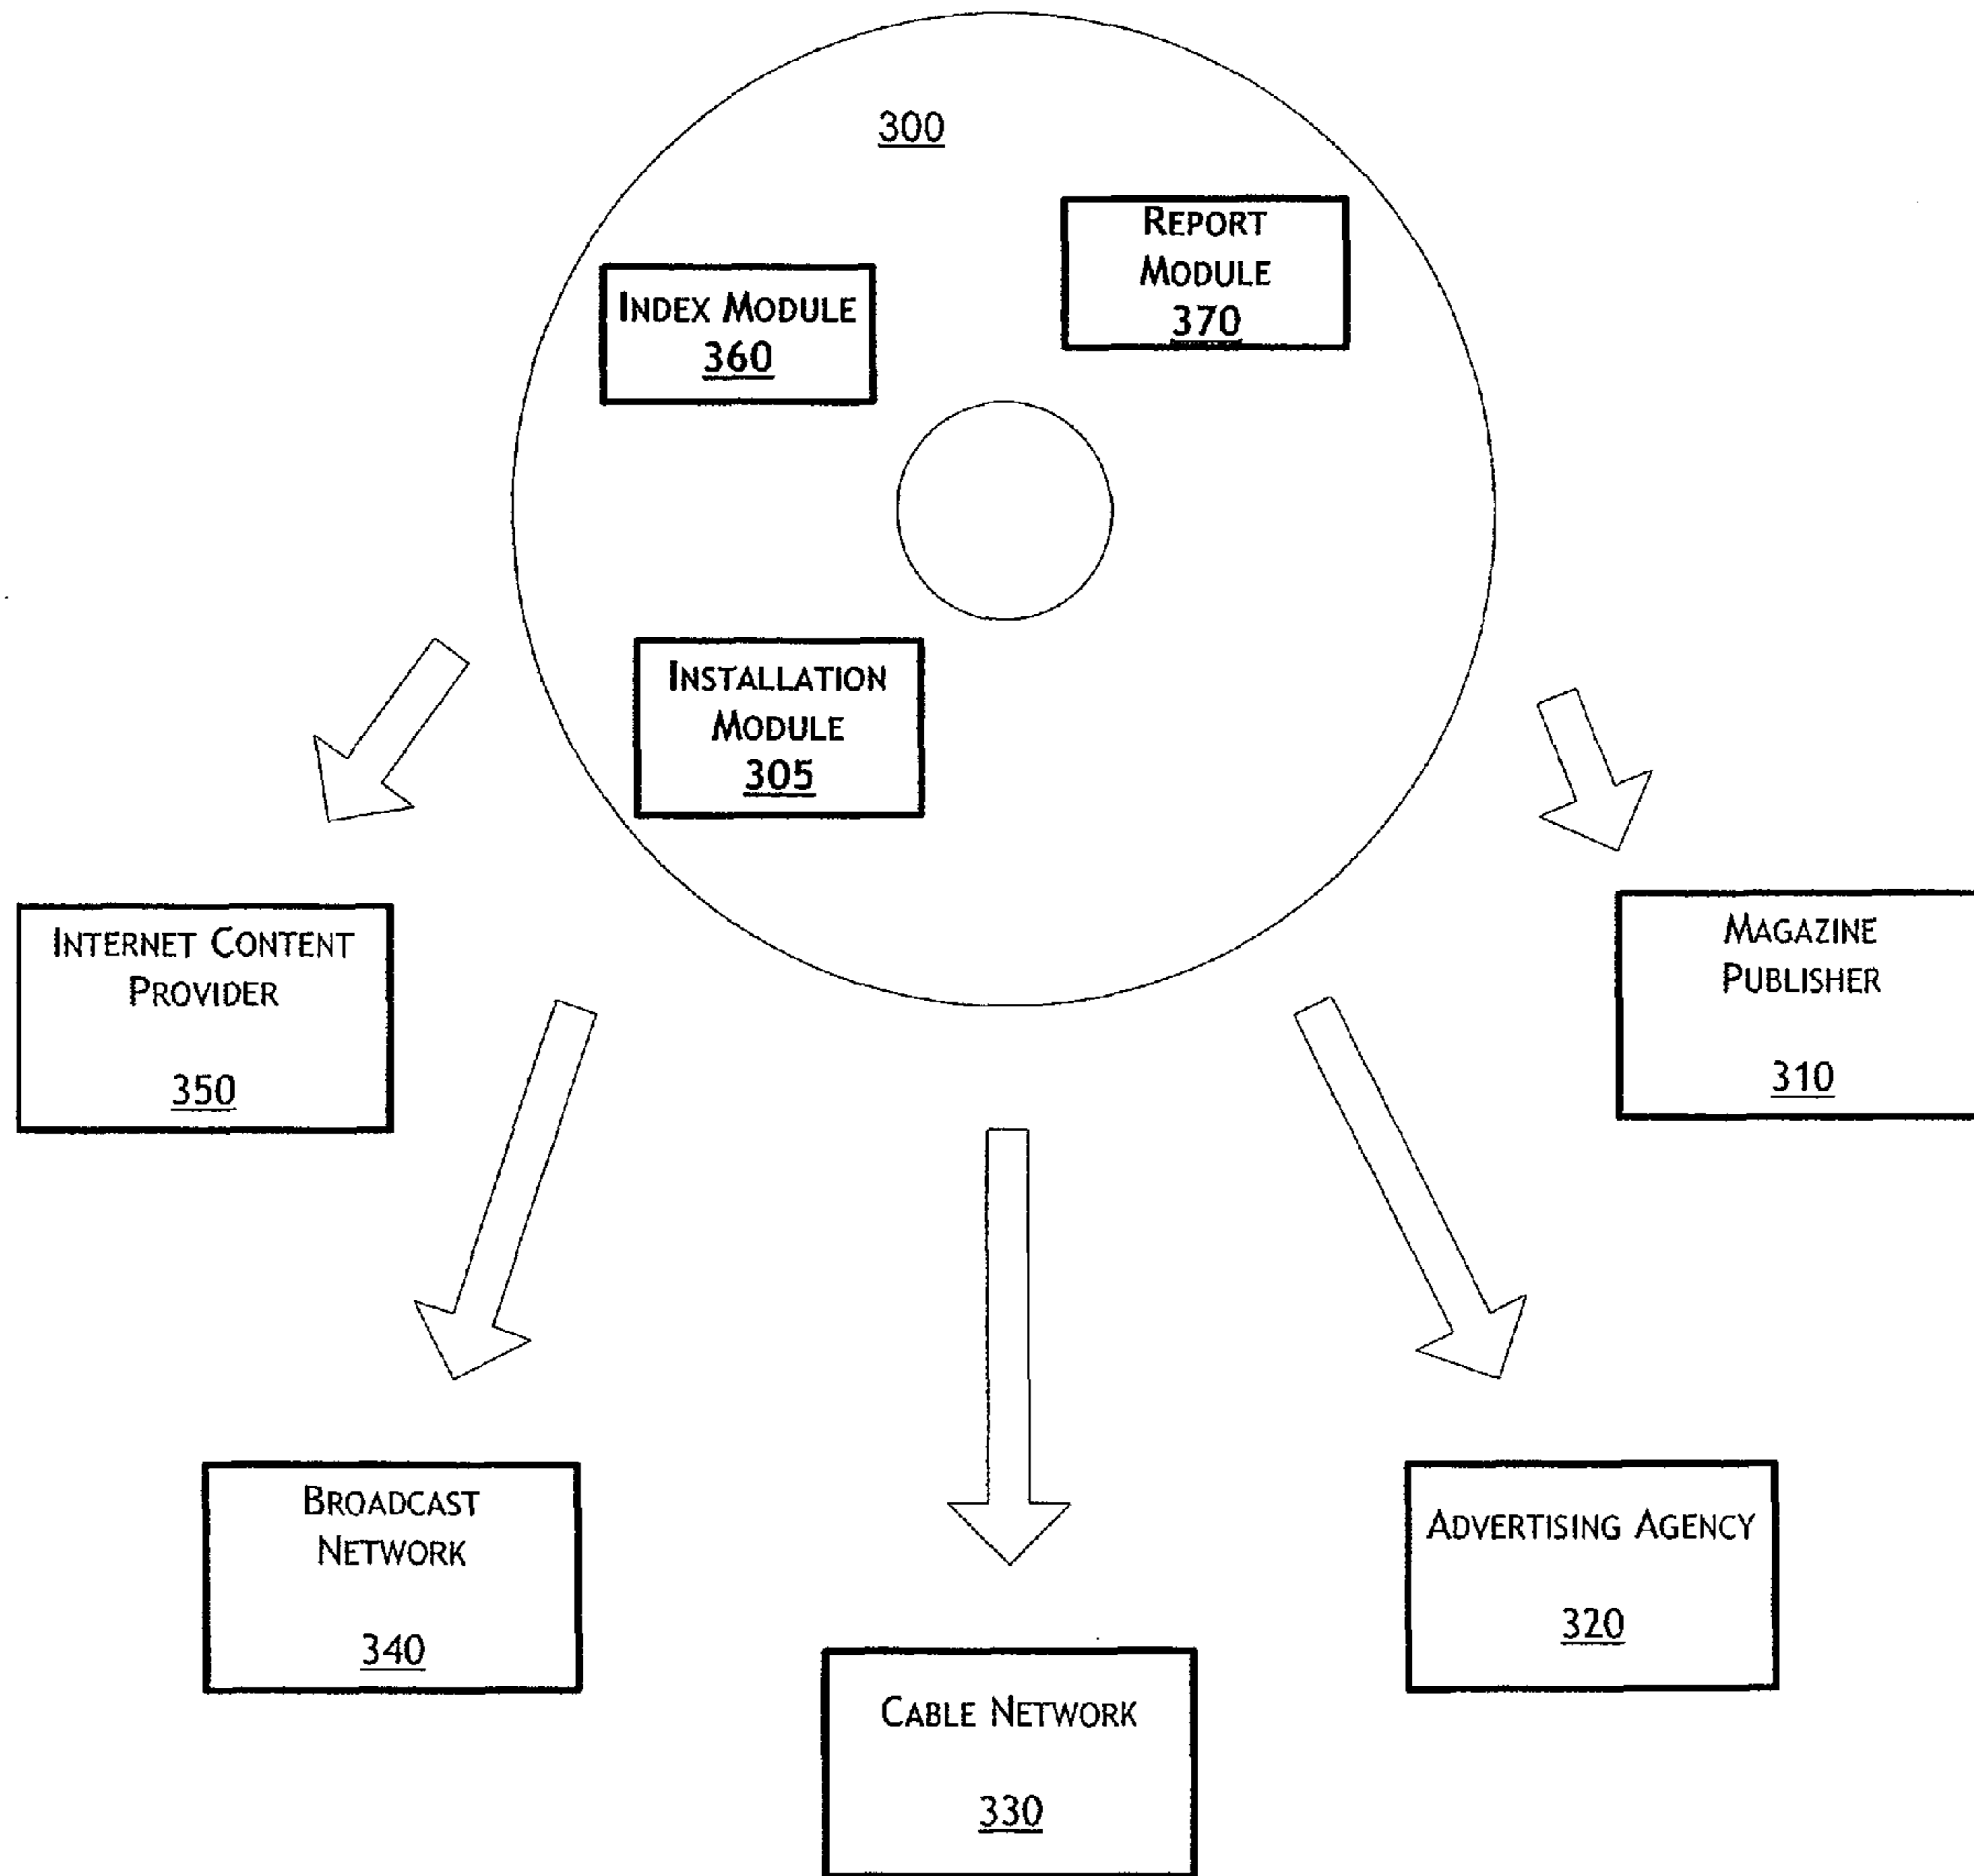 300
REPORT
MODULE
370
INDEX MODULE
360
INSTALLATION
MODULE
305
INTERNET CONTENT
PROVIDER
350
MAGAZINE
PUBLISHER
310
BROADCAST
NETWORK
340
ADVERTISING AGENCY
320
CABLE NETWORK
330